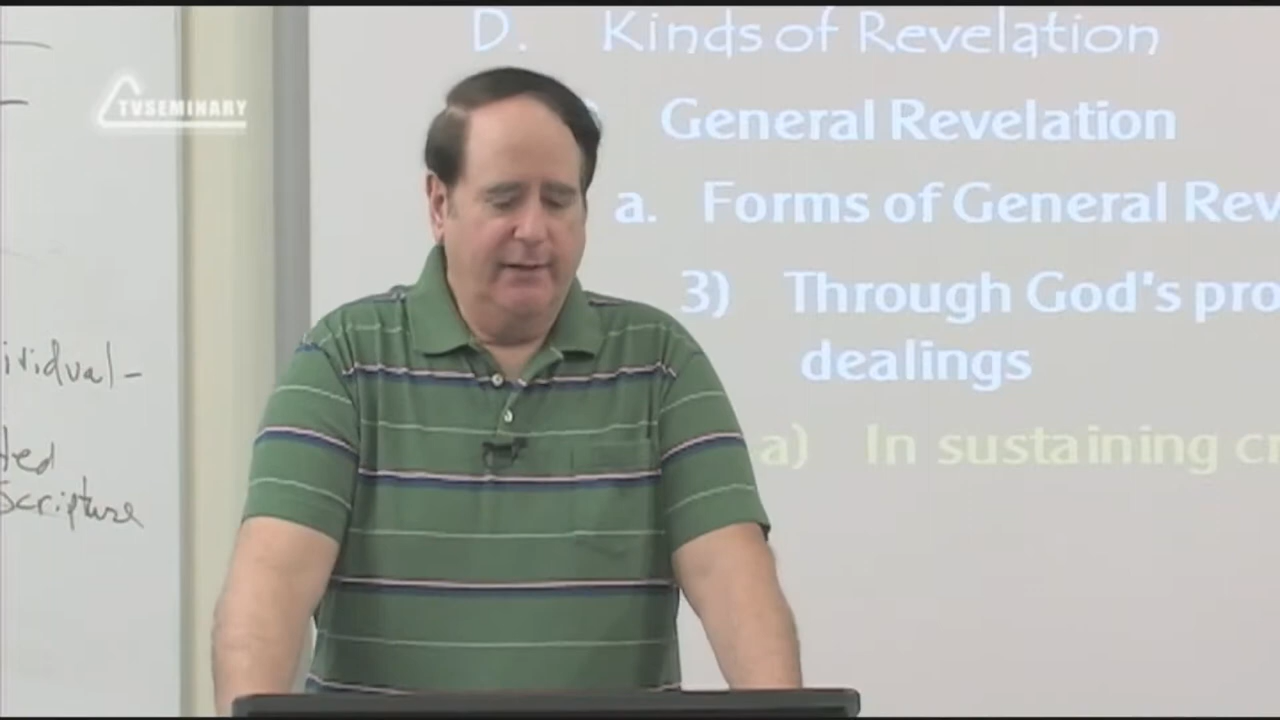 TVSEMINARY
D. Kinds of Revelation
General Revelation
a. Forms of General Rev
3) Through God's pro
dealings
a) In sustaining cr
ividual-
ted
Scripture